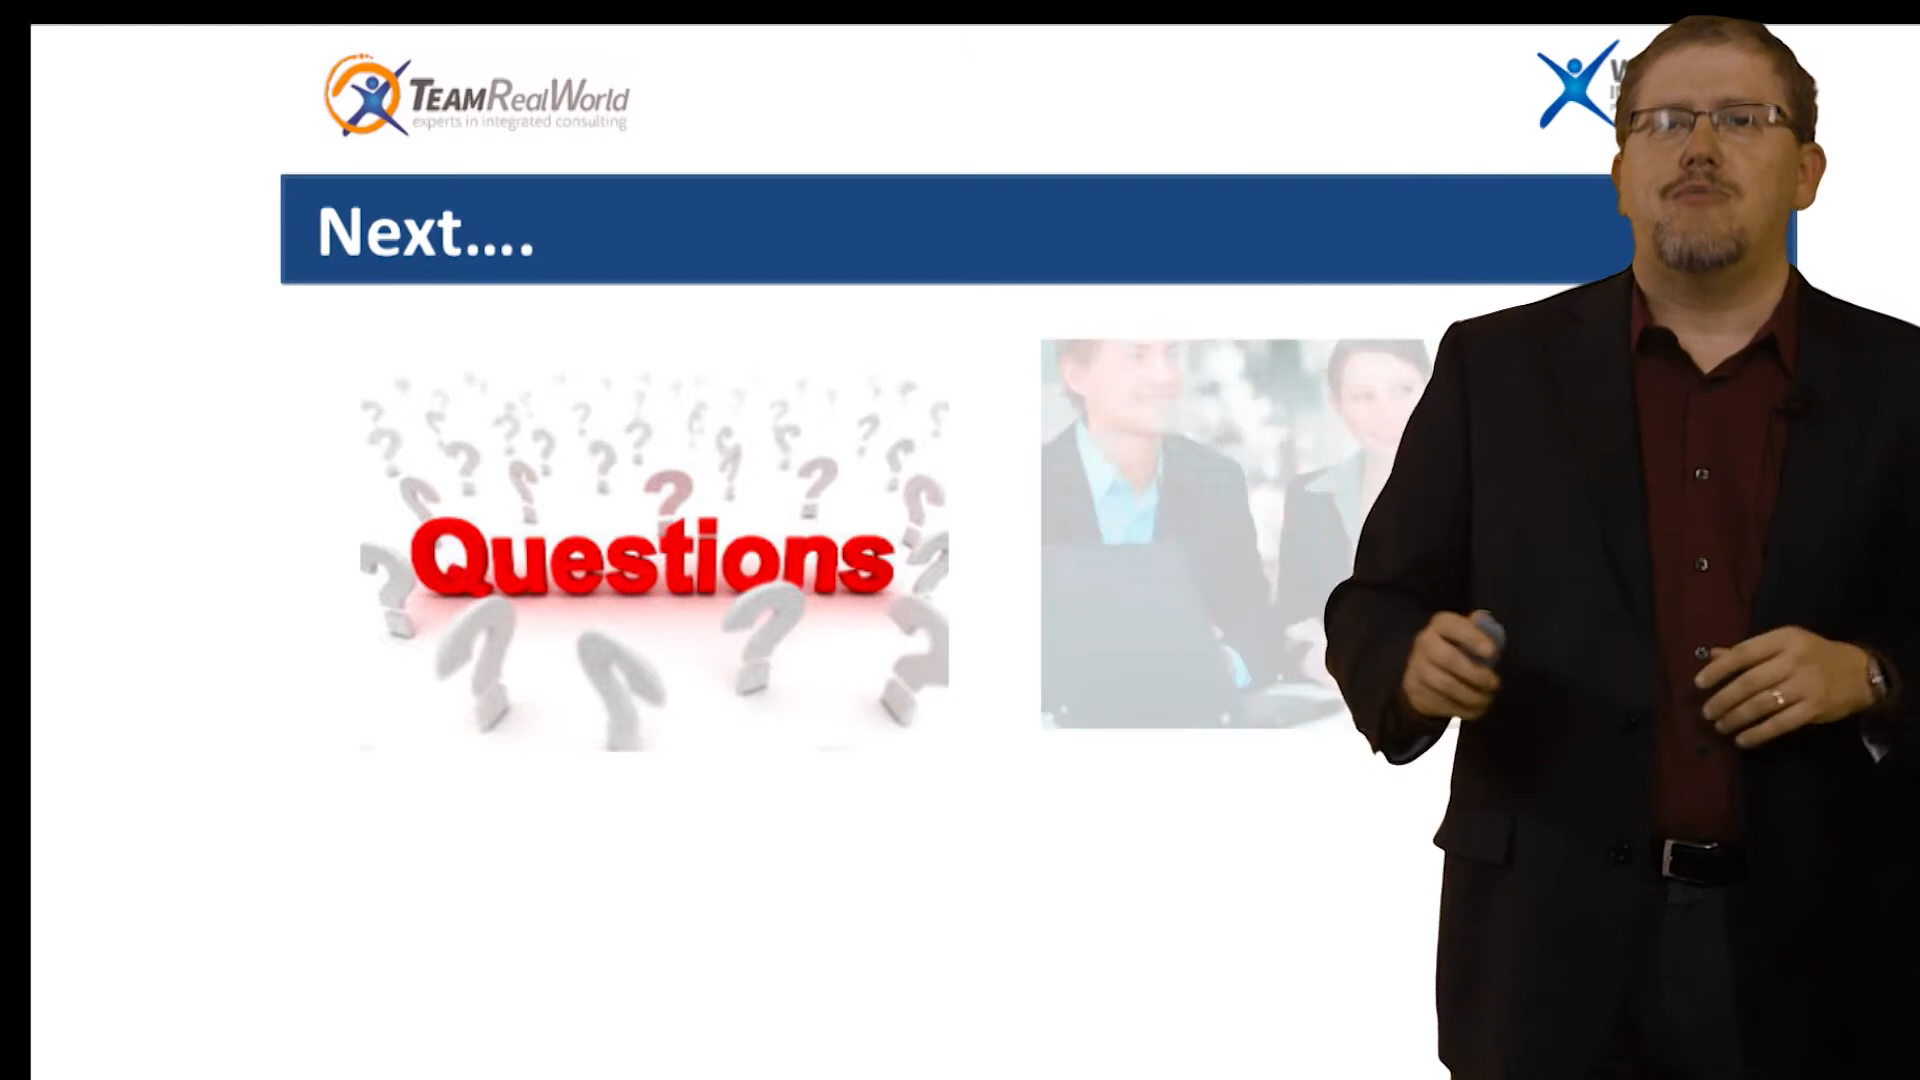 TEAMRealWorld
experts in integrated consulting
Next....
Questions